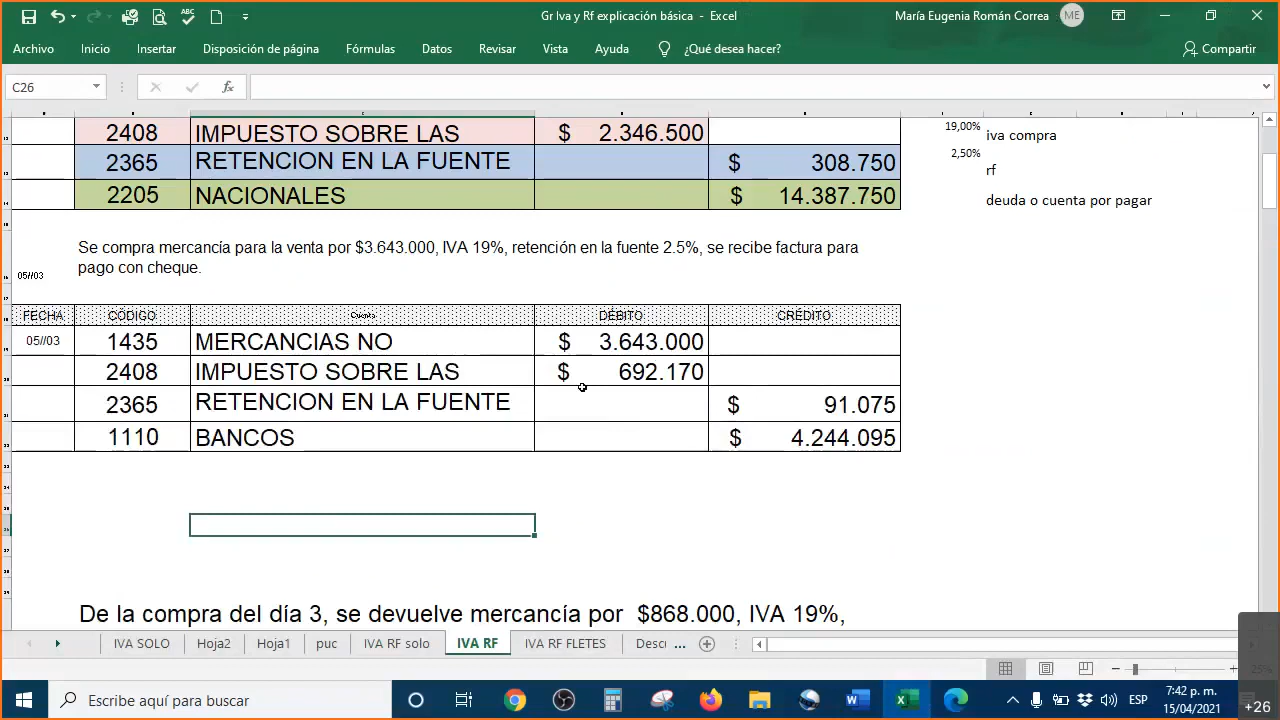 Gr Iva y Rf explicación básica - Excel
María Eugenia Román Correa ME
Archivo Inicio Insertar Disposición de página Fórmulas Datos Revisar Vista Ayuda ¿Qué desea hacer? Compartir
C26 fx
2408 IMPUESTO SOBRE LAS $ 2.346.500
19,00% iva compra
2365 RETENCION EN LA FUENTE $ 308.750
2,50% rf
2205 NACIONALES $ 14.387.750
deuda o cuenta por pagar
Se compra mercancía para la venta por $3.643.000, IVA 19%, retención en la fuente 2.5%, se recibe factura para
pago con cheque.
05//03
FECHA CÓDIGO Cuenta DÉBITO CRÉDITO
05//03 1435 MERCANCIAS NO $ 3.643.000
2408 IMPUESTO SOBRE LAS $ 692.170
2365 RETENCION EN LA FUENTE $ 91.075
1110 BANCOS $ 4.244.095
De la compra del día 3, se devuelve mercancía por $868.000, IVA 19%,
IVA SOLO Hoja2 Hoja1 puc IVA RF solo IVA RF IVA RF FLETES Desc ...
Escribe aquí para buscar
ESP
7:42 p. m.
15/04/2021
+26